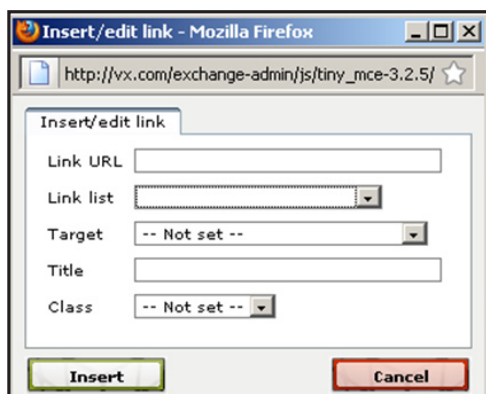 Insert/edit link - Mozilla Firefox
http://vx.com/exchange-admin/js/tiny_mce-3.2.5/
Insert/edit link
Link URL
Link list
Target -- Not set --
Title
Class -- Not set --
Insert Cancel